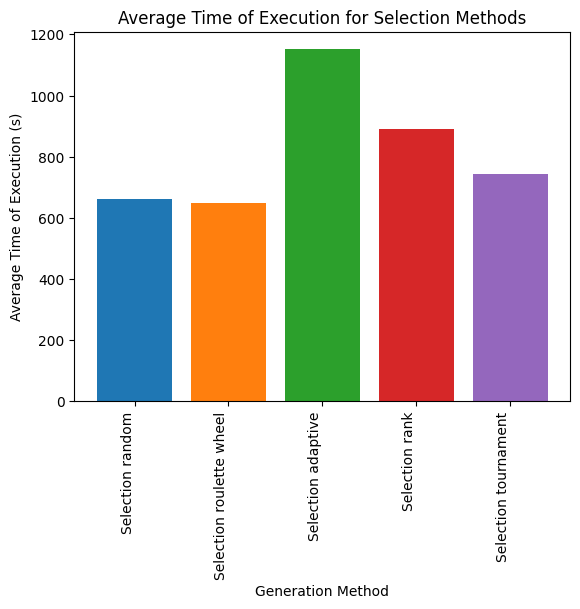 Average Time of Execution for Selection Methods
Average Time of Execution (s)
1200
1000
800
600
400
200
0
Selection random
Selection roulette wheel
Selection adaptive
Selection rank
Selection tournament
Generation Method